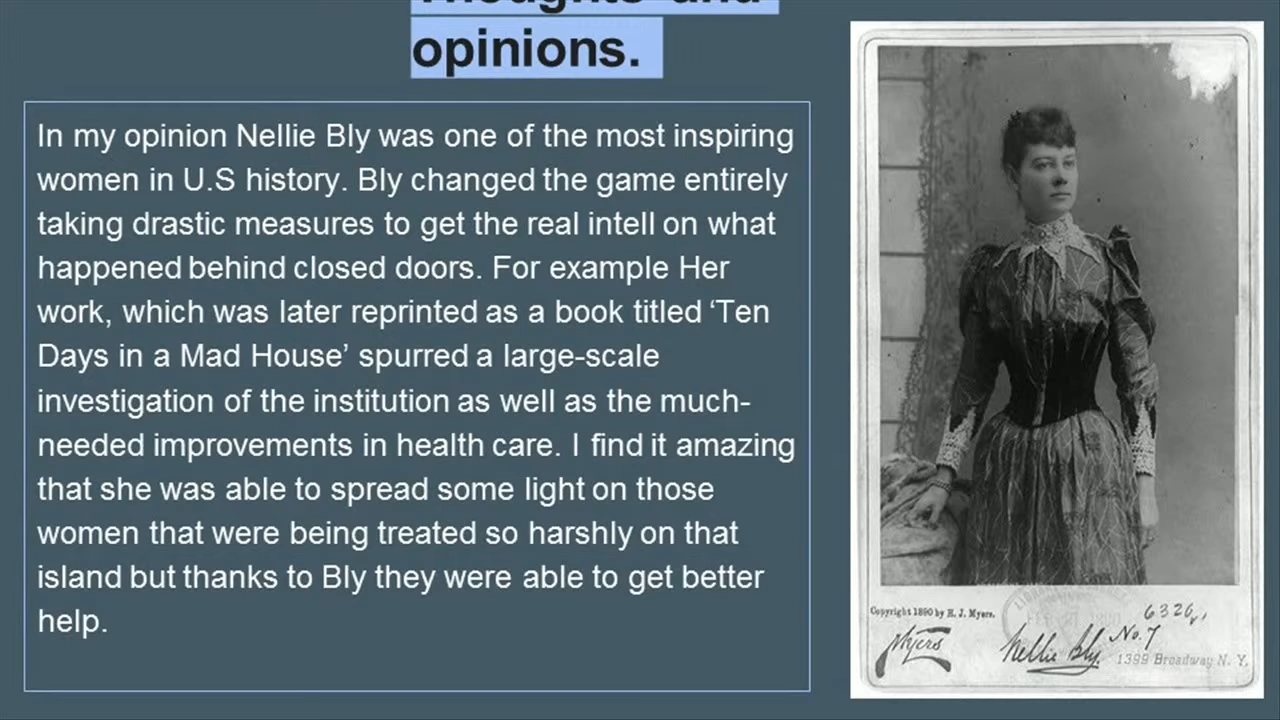 Thoughts and
opinions.
In my opinion Nellie Bly was one of the most inspiring
women in U.S history. Bly changed the game entirely
taking drastic measures to get the real intell on what
happened behind closed doors. For example Her
work, which was later reprinted as a book titled ‘Ten
Days in a Mad House’ spurred a large-scale
investigation of the institution as well as the much-
needed improvements in health care. I find it amazing
that she was able to spread some light on those
women that were being treated so harshly on that
island but thanks to Bly they were able to get better
help.
Copyright 1890 by H. J. Myers.
6326
Myers
Nellie Bly. No. 7
1399 Broadway N. Y.